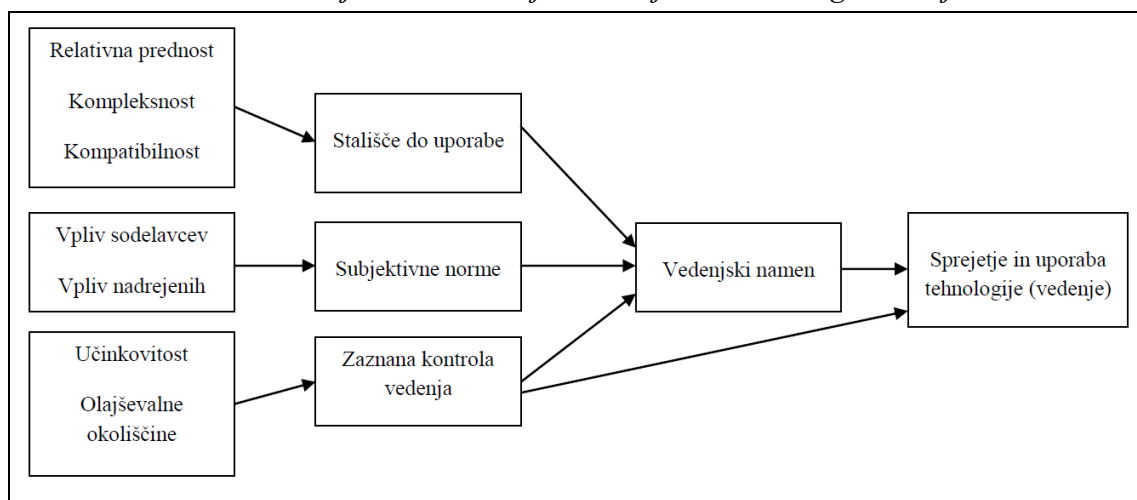 Relativna prednost
Kompleksnost
Kompatibilnost
Stališče do uporabe
Vpliv sodelavcev
Vpliv nadrejenih
Subjektivne norme
Vedenjski namen
Sprejetje in uporaba
tehnologije (vedenje)
Učinkovitost
Olajševalne
okoliščine
Zaznana kontrola
vedenja